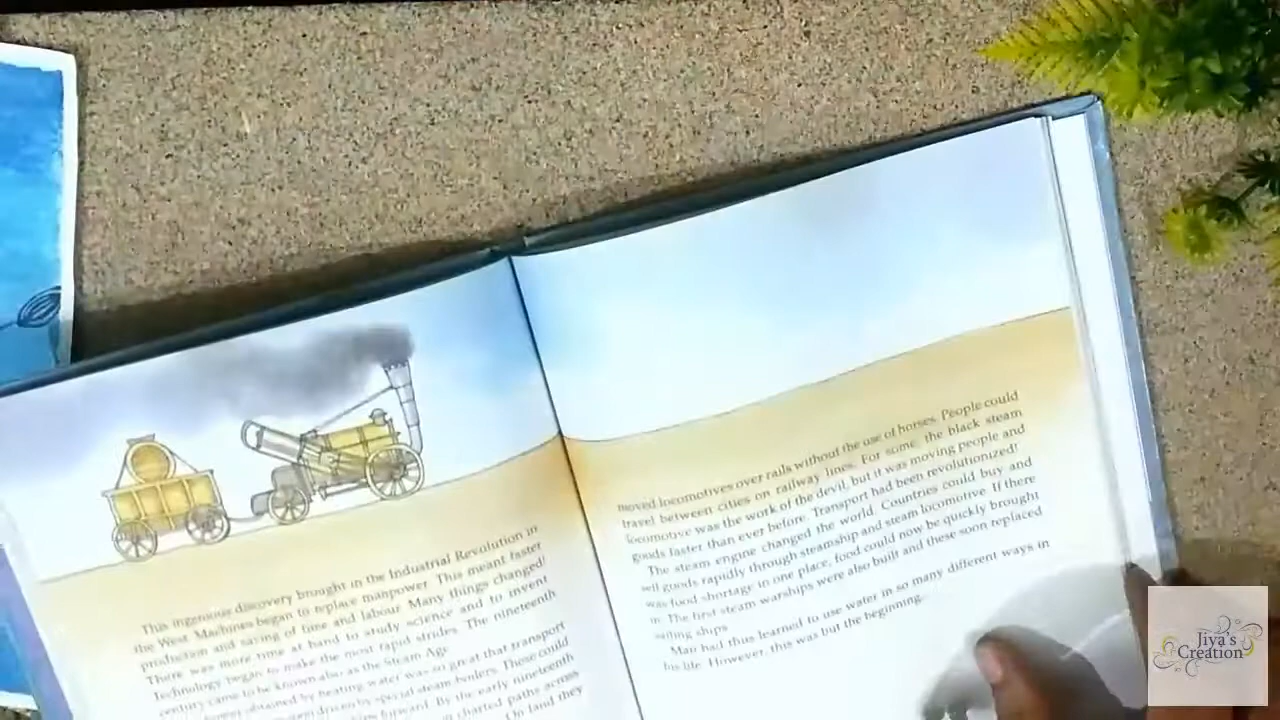 This ingenious discovery brought in the Industrial Revolution in
the West. Machines began to replace manpower. This meant faster
production and saving of time and labour. Many things changed!
There was more time at hand to study science and to invent.
Technology began to make the most rapid strides. The nineteenth
century came to be known also as the Steam Age.
obtained by heating water was so great that transport
driven by special steam boilers. These could
forward. By the early nineteenth
charted paths across
On land they
moved locomotives over rails without the use of horses. People could
travel between cities on railway lines. For some, the black steam
locomotive was the work of the devil, but it was moving people and
goods faster than ever before. Transport had been revolutionized!
The steam engine changed the world. Countries could buy and
sell goods rapidly through steamship and steam locomotive. If there
was food shortage in one place, food could now be quickly brought
in. The first steam warships were also built and these soon replaced
sailing ships.
Man had thus learned to use water in so many different ways in
his life. However, this was but the beginning.
Jiya's
Creation